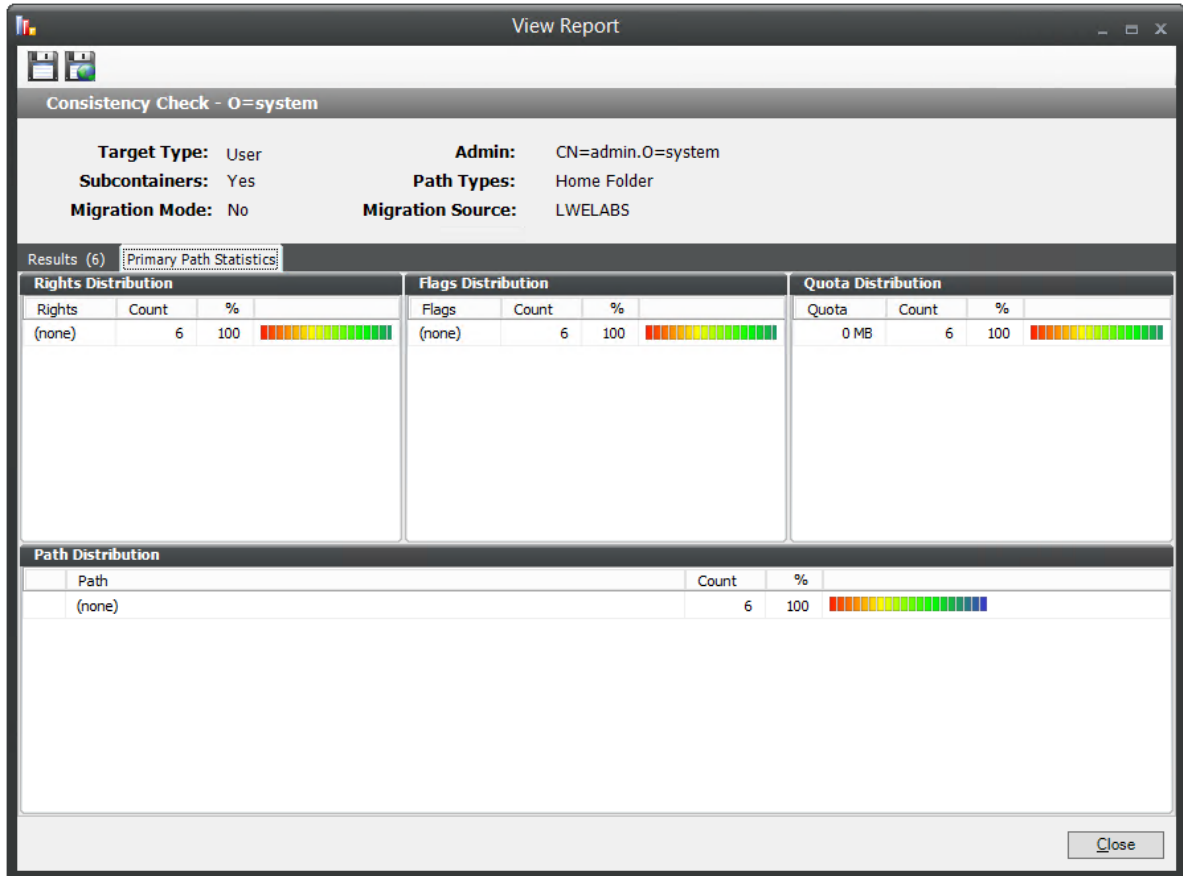 View Report
Consistency Check - O=system
Target Type: User Admin: CN=admin.O=system
Subcontainers: Yes Path Types: Home Folder
Migration Mode: No Migration Source: LWELABS
Results (6) Primary Path Statistics
Rights Distribution Flags Distribution Quota Distribution
Rights Count % Flags Count % Quota Count %
(none) 6 100 (none) 6 100 0 MB 6 100
Path Distribution
Path Count %
(none) 6 100
Close